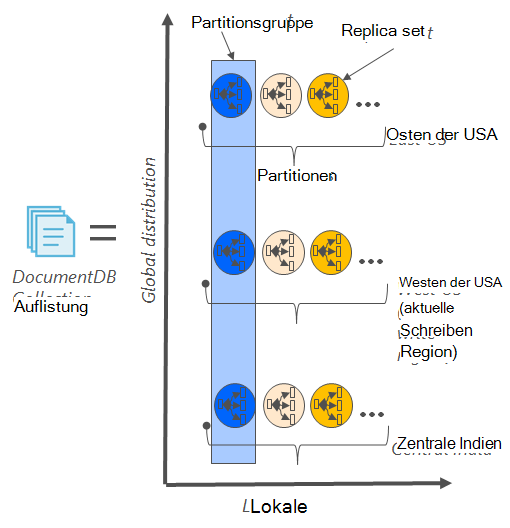 Partitionsgruppe
Replica set
Osten der USA
Partitionen
Global distribution
DocumentDB
Auflistung
Westen der USA
(aktuelle
Schreiben
Region)
Zentrale Indien
Lokale